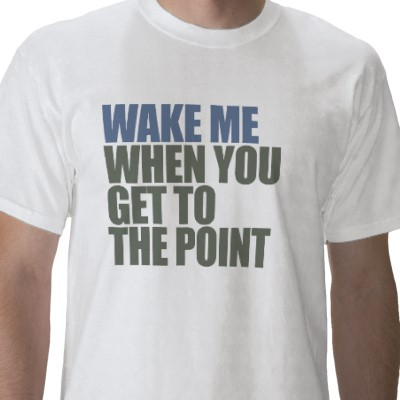 WAKE ME
WHEN YOU
GET TO
THE POINT